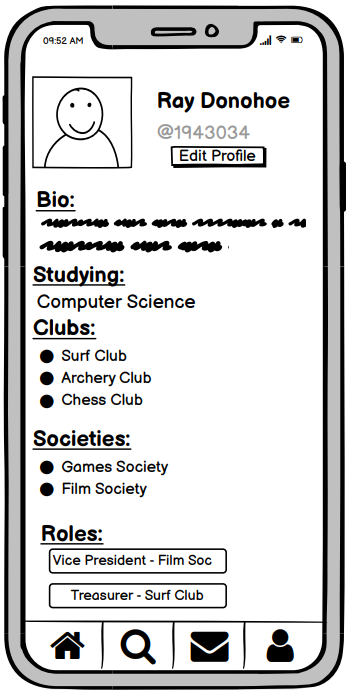 09:52 AM
Ray Donohoe
@1943034
Edit Profile
Bio:
Studying:
Computer Science
Clubs:
Surf Club
Archery Club
Chess Club
Societies:
Games Society
Film Society
Roles:
Vice President - Film Soc
Treasurer - Surf Club